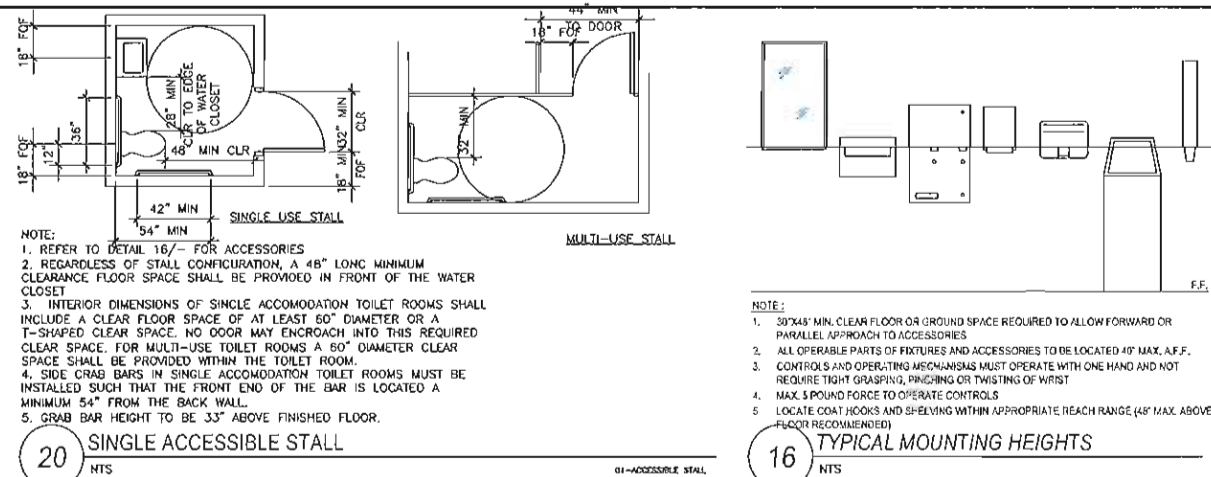 44" MIN
TO DOOR
18" FOF
18" FOF
28" MIN
CLR TO EDGE
OF WATER
CLOSET
36"
12"
18" FOF
48" MIN CLR
32" MIN
CLR
18" MIN
FOF
32" MIN
42" MIN
54" MIN
SINGLE USE STALL
MULTI-USE STALL
NOTE:
1. REFER TO DETAIL 16/- FOR ACCESSORIES
2. REGARDLESS OF STALL CONFIGURATION, A 48" LONG MINIMUM
CLEARANCE FLOOR SPACE SHALL BE PROVIDED IN FRONT OF THE WATER
CLOSET
3. INTERIOR DIMENSIONS OF SINGLE ACCOMODATION TOILET ROOMS SHALL
INCLUDE A CLEAR FLOOR SPACE OF AT LEAST 60" DIAMETER OR A
T-SHAPED CLEAR SPACE. NO DOOR MAY ENCROACH INTO THIS REQUIRED
CLEAR SPACE. FOR MULTI-USE TOILET ROOMS A 60" DIAMETER CLEAR
SPACE SHALL BE PROVIDED WITHIN THE TOILET ROOM.
4. SIDE GRAB BARS IN SINGLE ACCOMODATION TOILET ROOMS MUST BE
INSTALLED SUCH THAT THE FRONT END OF THE BAR IS LOCATED A
MINIMUM 54" FROM THE BACK WALL.
5. GRAB BAR HEIGHT TO BE 33" ABOVE FINISHED FLOOR.
20
SINGLE ACCESSIBLE STALL
NTS
01-ACCESSIBLE STALL
F.F.
NOTE:
1. 30"X48" MIN. CLEAR FLOOR OR GROUND SPACE REQUIRED TO ALLOW FORWARD OR
PARALLEL APPROACH TO ACCESSORIES
2. ALL OPERABLE PARTS OF FIXTURES AND ACCESSORIES TO BE LOCATED 40" MAX. A.F.F.
3. CONTROLS AND OPERATING MECHANISMS MUST OPERATE WITH ONE HAND AND NOT
REQUIRE TIGHT GRASPING, PINCHING OR TWISTING OF WRIST
4. MAX. 5 POUND FORCE TO OPERATE CONTROLS
5 LOCATE COAT HOOKS AND SHELVING WITHIN APPROPRIATE REACH RANGE (48" MAX. ABOVE
FLOOR RECOMMENDED)
16
TYPICAL MOUNTING HEIGHTS
NTS